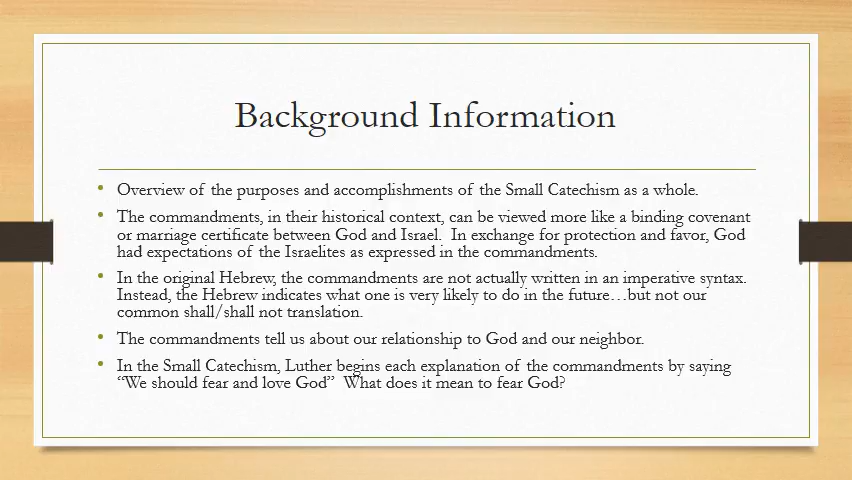 Background Information
• Overview of the purposes and accomplishments of the Small Catechism as a whole.
• The commandments, in their historical context, can be viewed more like a binding covenant
or marriage certificate between God and Israel.  In exchange for protection and favor, God
had expectations of the Israelites as expressed in the commandments.
• In the original Hebrew, the commandments are not actually written in an imperative syntax.
Instead, the Hebrew indicates what one is very likely to do in the future…but not our
common shall/shall not translation.
• The commandments tell us about our relationship to God and our neighbor.
• In the Small Catechism, Luther begins each explanation of the commandments by saying
“We should fear and love God”  What does it mean to fear God?